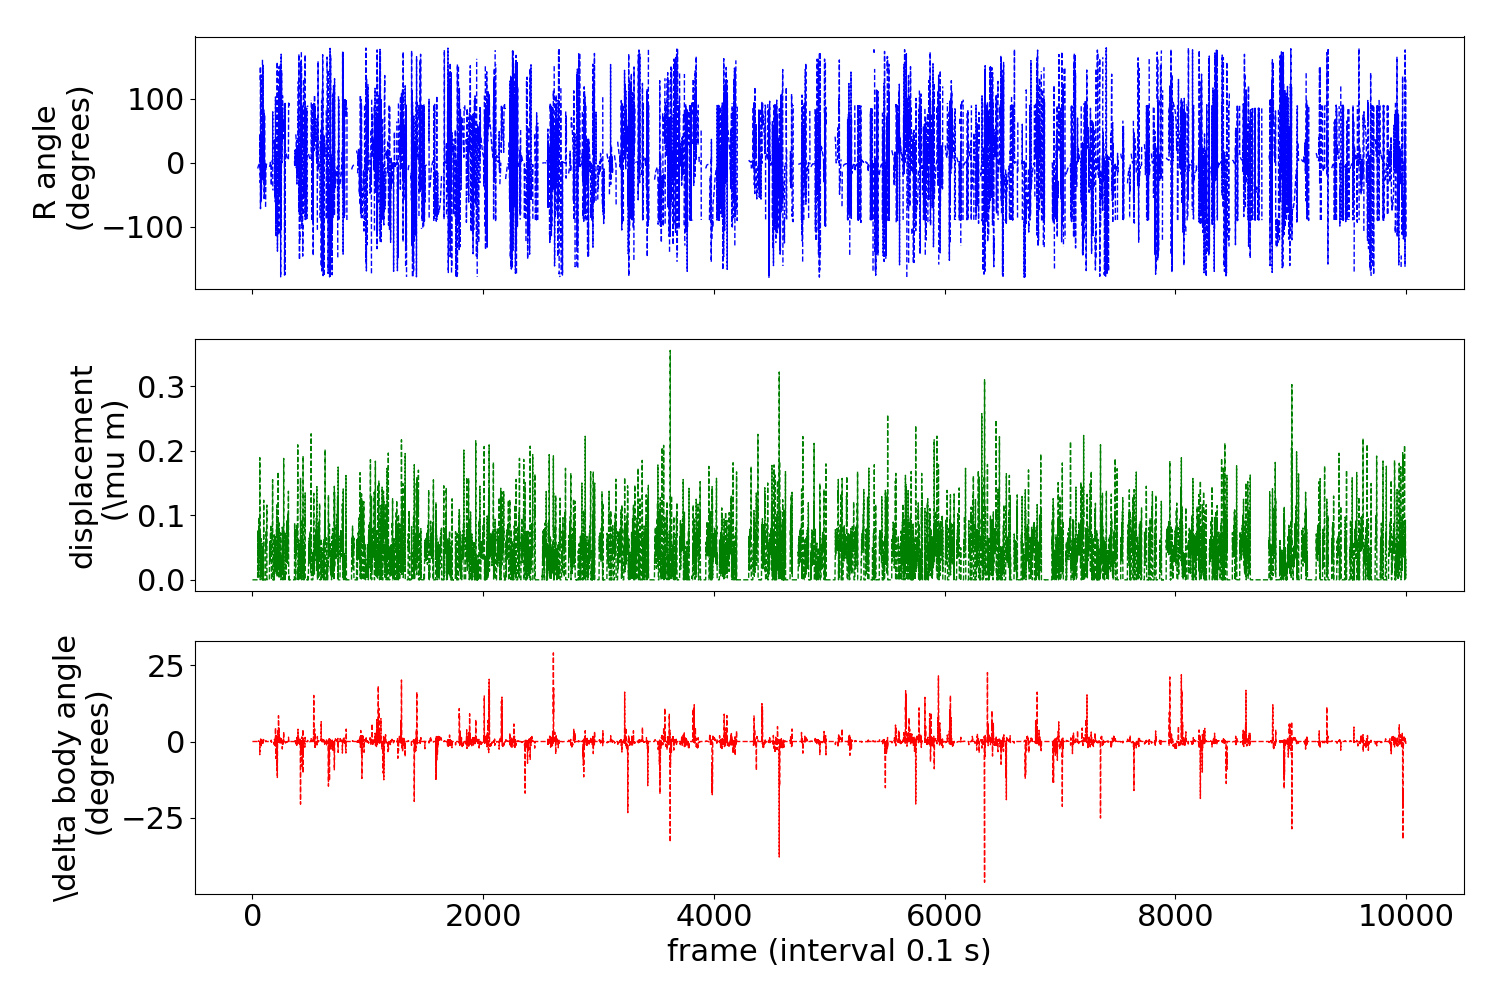 R angle
(degrees)
100
0
−100
displacement
(\mu m)
0.3
0.2
0.1
0.0
\delta body angle
(degrees)
25
0
−25
0 2000 4000 6000 8000 10000
frame (interval 0.1 s)